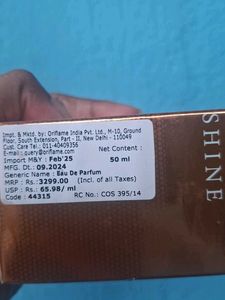 Impt. & Mktd. by: Oriflame India Pvt. Ltd., M-10, Ground
Floor, South Extension, Part - II, New Delhi - 110049
Cust. Care Tel.: 011-40409356
E-mail : query@oriflame.com
Net Content :
Import M&Y : Feb'25
50 ml
MFG. Dt. : 09.2024
Generic Name : Eau De Parfum
MRP : Rs.:3299.00 (Incl. of all Taxes)
USP : Rs.:65.98/ ml
Code : 44315
RC No.: COS 395/14
SHINE